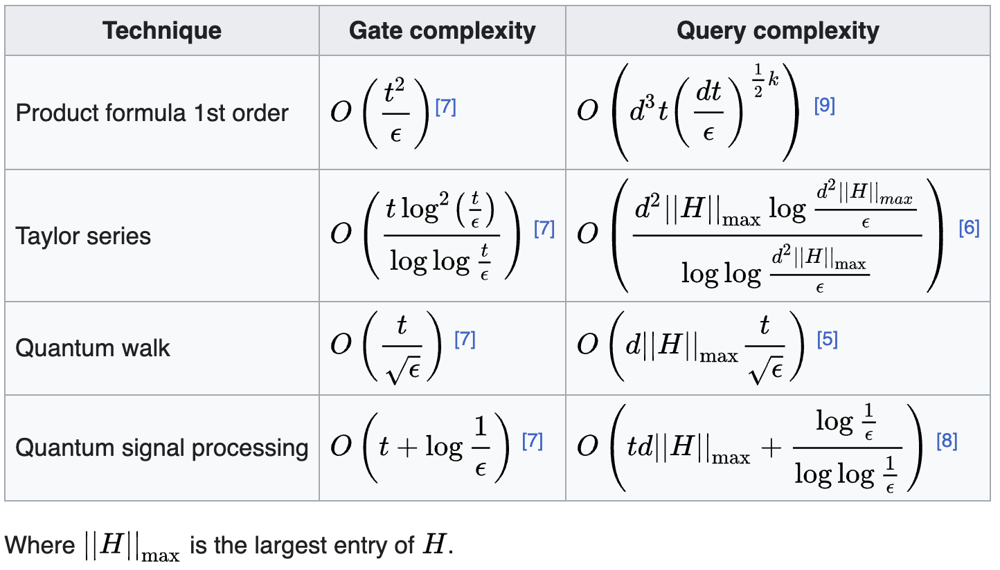 Technique Gate complexity Query complexity
Product formula 1st order $O\left(\frac{t^2}{\epsilon}\right)$ [7] $O\left(d^3 t \left(\frac{dt}{\epsilon}\right)^{\frac{1}{2}k}\right)$ [9]
Taylor series $O\left(\frac{t \log^2\left(\frac{t}{\epsilon}\right)}{\log\log\frac{t}{\epsilon}}\right)$ [7] $O\left(\frac{d^2||H||_{\max}\log\frac{d^2||H||_{max}}{\epsilon}}{\log\log\frac{d^2||H||_{\max}}{\epsilon}}\right)$ [6]
Quantum walk $O\left(\frac{t}{\sqrt{\epsilon}}\right)$ [7] $O\left(d||H||_{\max}\frac{t}{\sqrt{\epsilon}}\right)$ [5]
Quantum signal processing $O\left(t + \log\frac{1}{\epsilon}\right)$ [7] $O\left(td||H||_{\max} + \frac{\log\frac{1}{\epsilon}}{\log\log\frac{1}{\epsilon}}\right)$ [8]
Where $||H||_{\max}$ is the largest entry of $H$.